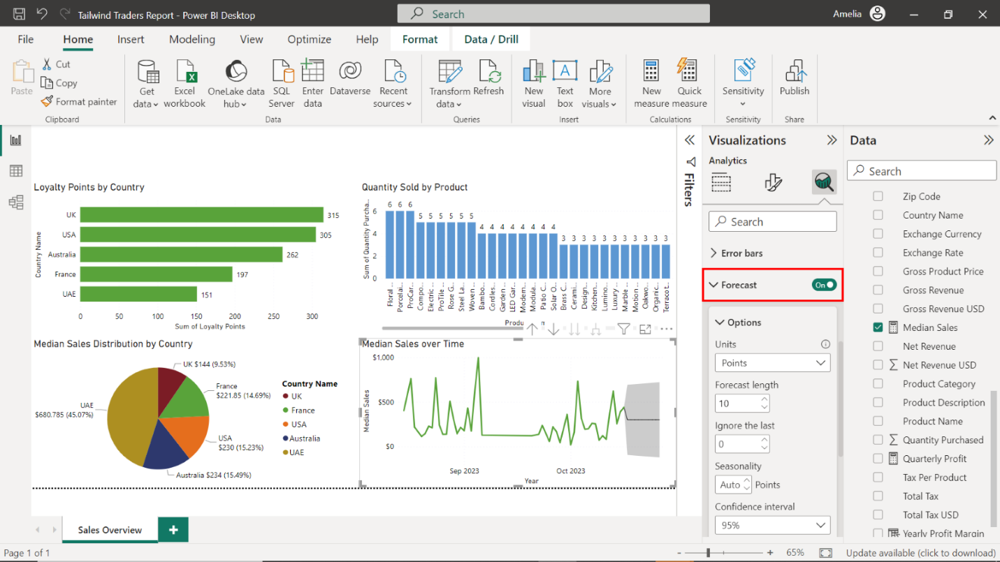 Tailwind Traders Report - Power BI Desktop
Search
Amelia
File
Home
Insert
Modeling
View
Optimize
Help
Format
Data / Drill
Paste
Cut
Copy
Format painter
Clipboard
Get data
Excel workbook
OneLake data hub
SQL Server
Enter data
Dataverse
Recent sources
Data
Transform data
Refresh
Queries
New visual
Text box
More visuals
Insert
New measure
Quick measure
Calculations
Sensitivity
Sensitivity
Publish
Share
Loyalty Points by Country
Country Name
UK
315
USA
305
Australia
262
France
197
UAE
151
0 50 100 150 200 250 300
Sum of Loyalty Points
Quantity Sold by Product
Sum of Quantity Purcha...
6
4
2
0
6 6 6 5 5 5 5 5 5 4 4 4 4 4 4 4 4 3 3 3 3 3 3 3 3 3 3 3
Floral ...
Porcelai...
ProCar...
Compo...
Electric ...
ProTile ...
Rose G...
Steel La...
Woven ...
Bambo...
Cordles...
Garden ...
LED Gar...
Modern...
Modula...
Patio C...
Solar O...
Brass C...
Cerami...
Design...
Kitchen...
Lumino...
Luxury ...
Marble ...
Motion ...
Oakwo...
Organic...
Terracot...
Median Sales Distribution by Country
UK $144 (9.53%)
France
$221.85 (14.69%)
UAE
$680.785 (45.07%)
USA
$230 (15.23%)
Australia $234 (15.49%)
Country Name
UK
France
USA
Australia
UAE
Median Sales over Time
Median Sales
$1,000
$500
$0
Sep 2023
Oct 2023
Year
Filters
Visualizations
Analytics
Search
Error bars
Forecast
On
Options
Units
Points
Forecast length
10
Ignore the last
0
Seasonality
Auto
Points
Confidence interval
95%
Data
Search
Zip Code
Country Name
Exchange Currency
Exchange Rate
Gross Product Price
Gross Revenue
Gross Revenue USD
Median Sales
Net Revenue
Net Revenue USD
Product Category
Product Description
Product Name
Quantity Purchased
Quarterly Profit
Tax Per Product
Total Tax
Total Tax USD
Yearly Profit Margin
Sales Overview
Page 1 of 1
- + 65%
Update available (click to download)